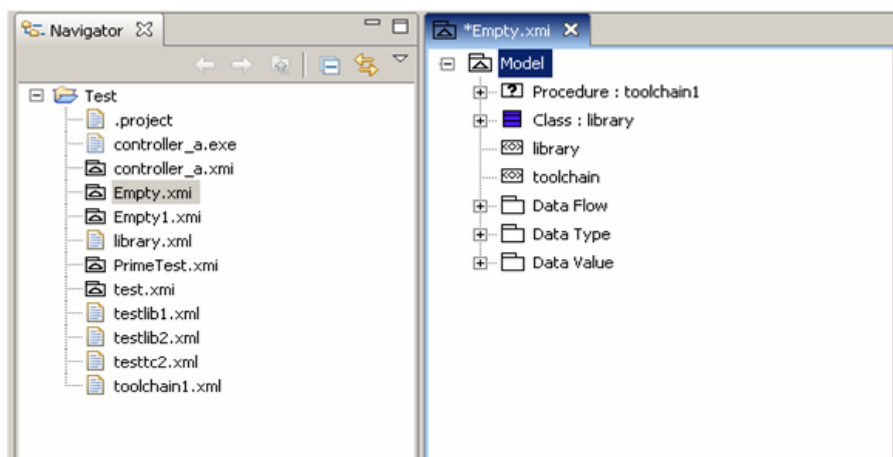 Navigator
Test
.project
controller_a.exe
controller_a.xmi
Empty.xmi
Empty1.xmi
library.xml
PrimeTest.xmi
test.xmi
testlib1.xml
testlib2.xml
testtc2.xml
toolchain1.xml
*Empty.xmi
Model
Procedure : toolchain1
Class : library
library
toolchain
Data Flow
Data Type
Data Value